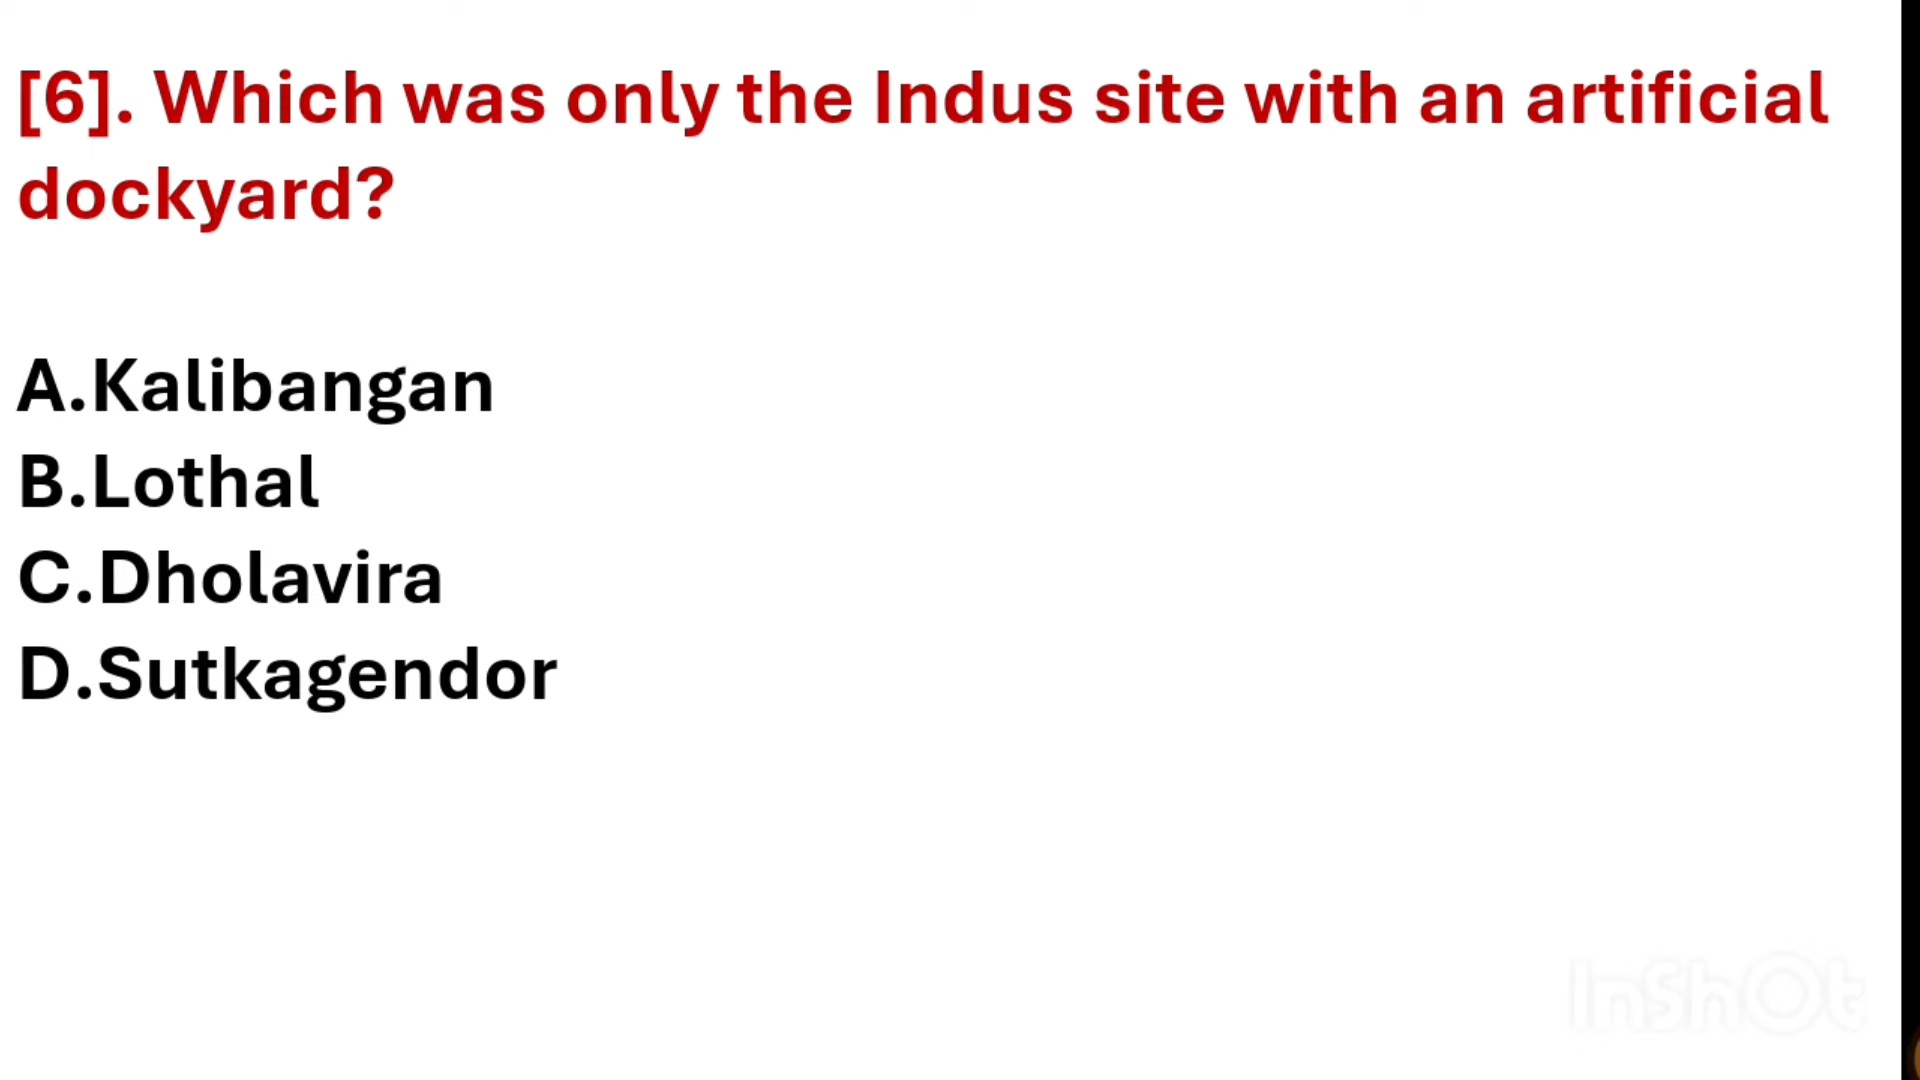 [6]. Which was only the Indus site with an artificial
dockyard?
A.Kalibangan
B.Lothal
C.Dholavira
D.Sutkagendor
InShOt